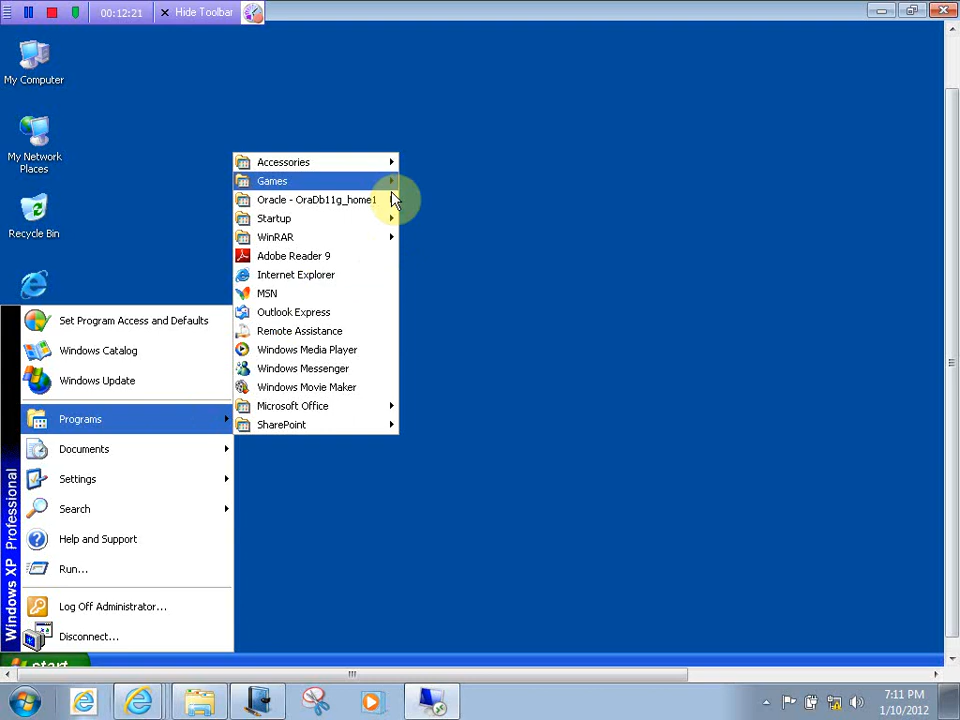 00:12:21
Hide Toolbar
My Computer
My Network
Places
Recycle Bin
Accessories
Games
Oracle - OraDb11g_home1
Startup
WinRAR
Adobe Reader 9
Internet Explorer
MSN
Outlook Express
Remote Assistance
Windows Media Player
Windows Messenger
Windows Movie Maker
Microsoft Office
SharePoint
Set Program Access and Defaults
Windows Catalog
Windows Update
Programs
Documents
Settings
Search
Help and Support
Run...
Log Off Administrator...
Disconnect...
Windows XP Professional
start
7:11 PM
1/10/2012